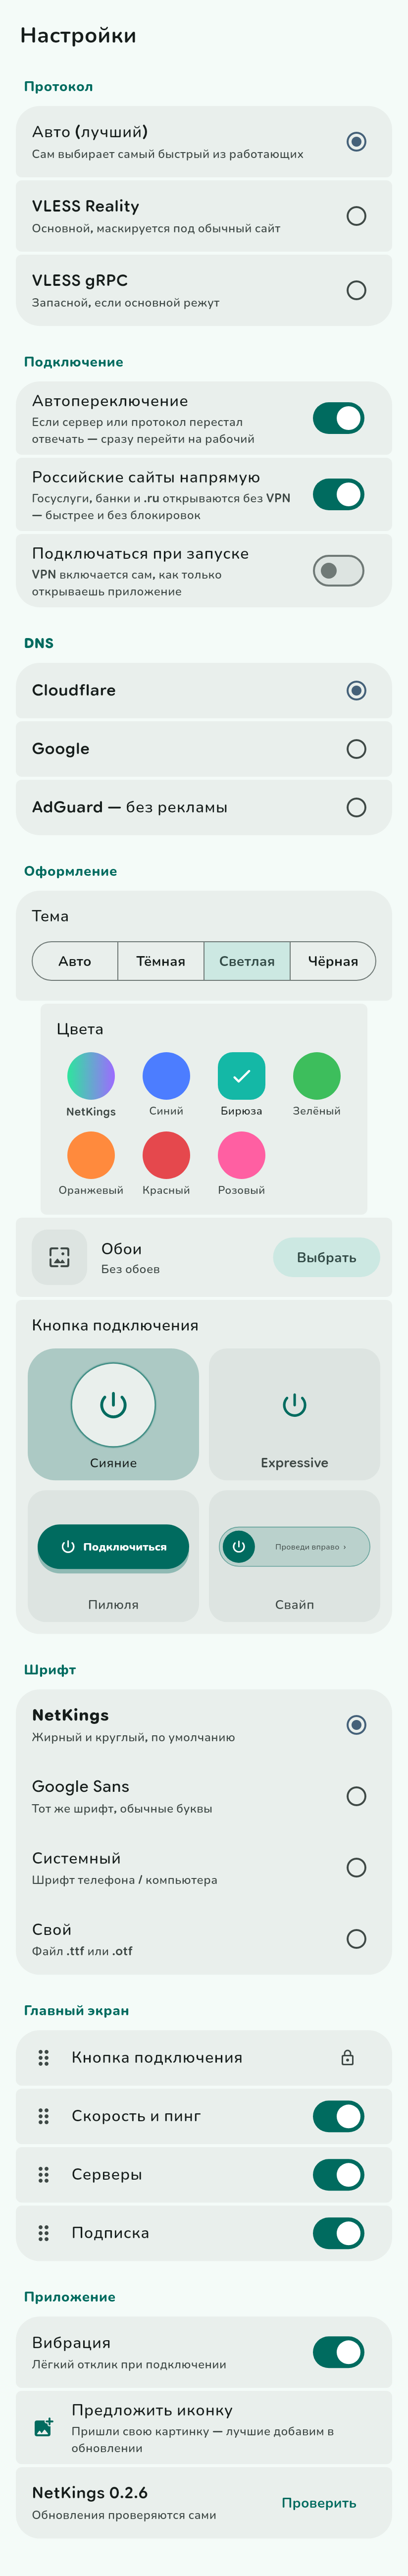 Настройки
Протокол
Авто (лучший)
Сам выбирает самый быстрый из работающих
VLESS Reality
Основной, маскируется под обычный сайт
VLESS gRPC
Запасной, если основной режут
Подключение
Автопереключение
Если сервер или протокол перестал
отвечать — сразу перейти на рабочий
Российские сайты напрямую
Госуслуги, банки и .ru открываются без VPN
— быстрее и без блокировок
Подключаться при запуске
VPN включается сам, как только
открываешь приложение
DNS
Cloudflare
Google
AdGuard — без рекламы
Оформление
Тема
Авто Тёмная Светлая Чёрная
Цвета
NetKings Синий Бирюза Зелёный
Оранжевый Красный Розовый
Обои
Без обоев
Выбрать
Кнопка подключения
Сияние Expressive
Подключиться Проведи вправо ›
Пилюля Свайп
Шрифт
NetKings
Жирный и круглый, по умолчанию
Google Sans
Тот же шрифт, обычные буквы
Системный
Шрифт телефона / компьютера
Свой
Файл .ttf или .otf
Главный экран
Кнопка подключения
Скорость и пинг
Серверы
Подписка
Приложение
Вибрация
Лёгкий отклик при подключении
Предложить иконку
Пришли свою картинку — лучшие добавим в
обновлении
NetKings 0.2.6
Обновления проверяются сами
Проверить